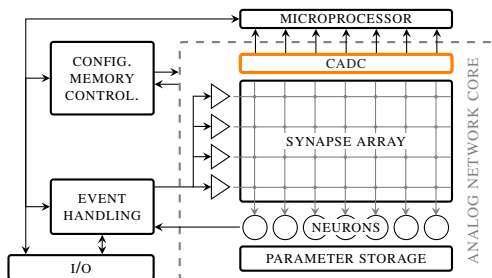 MICROPROCESSOR
CONFIG.
MEMORY
CONTROL.
CADC
SYNAPSE ARRAY
ANALOG NETWORK CORE
EVENT
HANDLING
NEURONS
PARAMETER STORAGE
I/O